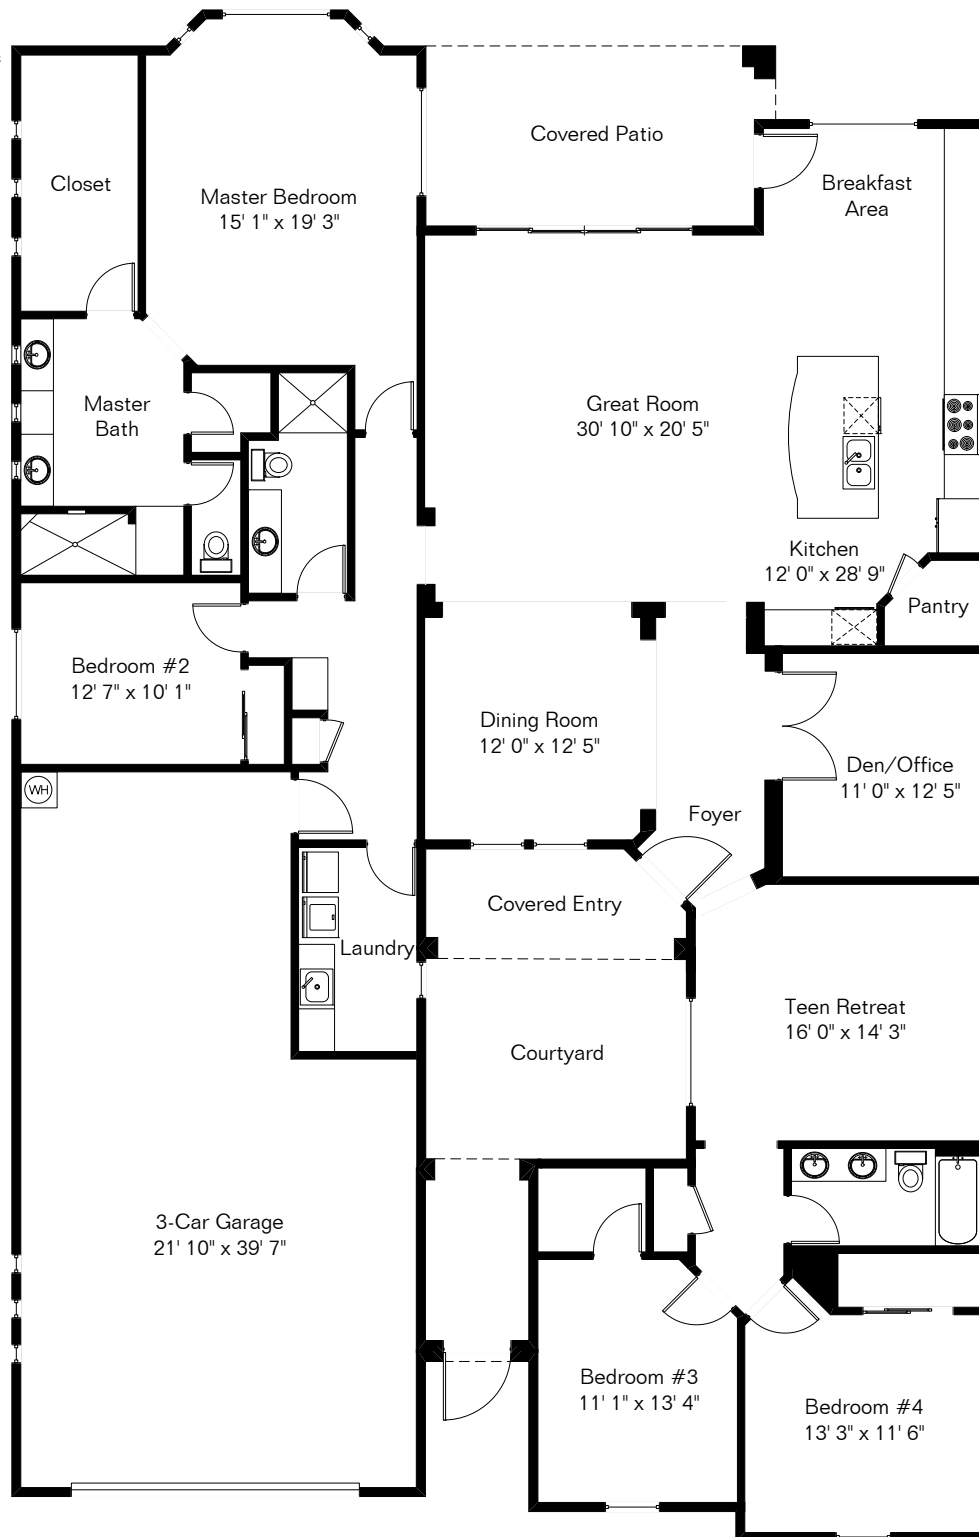 Covered Patio
Breakfast
Area
Closet
Master Bedroom
15' 1" x 19' 3"
Master
Bath
Great Room
30' 10" x 20' 5"
Kitchen
12' 0" x 28' 9"
Pantry
Bedroom #2
12' 7" x 10' 1"
Dining Room
12' 0" x 12' 5"
Den/Office
11' 0" x 12' 5"
WH
Foyer
Covered Entry
Laundry
Teen Retreat
16' 0" x 14' 3"
Courtyard
3-Car Garage
21' 10" x 39' 7"
Bedroom #3
11' 1" x 13' 4"
Bedroom #4
13' 3" x 11' 6"